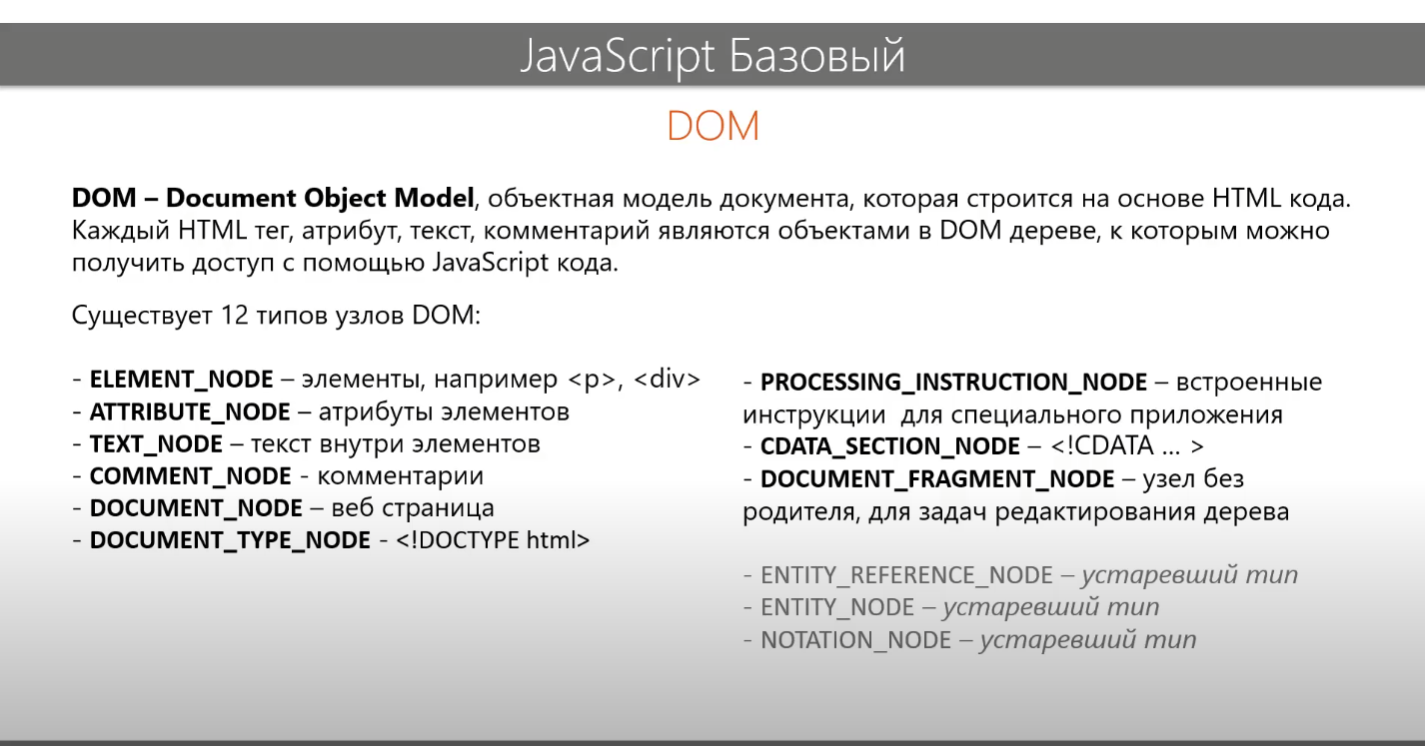 JavaScript Базовый
DOM
DOM – Document Object Model, объектная модель документа, которая строится на основе HTML кода.
Каждый HTML тег, атрибут, текст, комментарий являются объектами в DOM дереве, к которым можно
получить доступ с помощью JavaScript кода.
Существует 12 типов узлов DOM:
- ELEMENT_NODE – элементы, например <p>, <div>
- ATTRIBUTE_NODE – атрибуты элементов
- TEXT_NODE – текст внутри элементов
- COMMENT_NODE - комментарии
- DOCUMENT_NODE – веб страница
- DOCUMENT_TYPE_NODE - <!DOCTYPE html>
- PROCESSING_INSTRUCTION_NODE – встроенные
инструкции для специального приложения
- CDATA_SECTION_NODE – <!CDATA ... >
- DOCUMENT_FRAGMENT_NODE – узел без
родителя, для задач редактирования дерева
- ENTITY_REFERENCE_NODE – устаревший тип
- ENTITY_NODE – устаревший тип
- NOTATION_NODE – устаревший тип